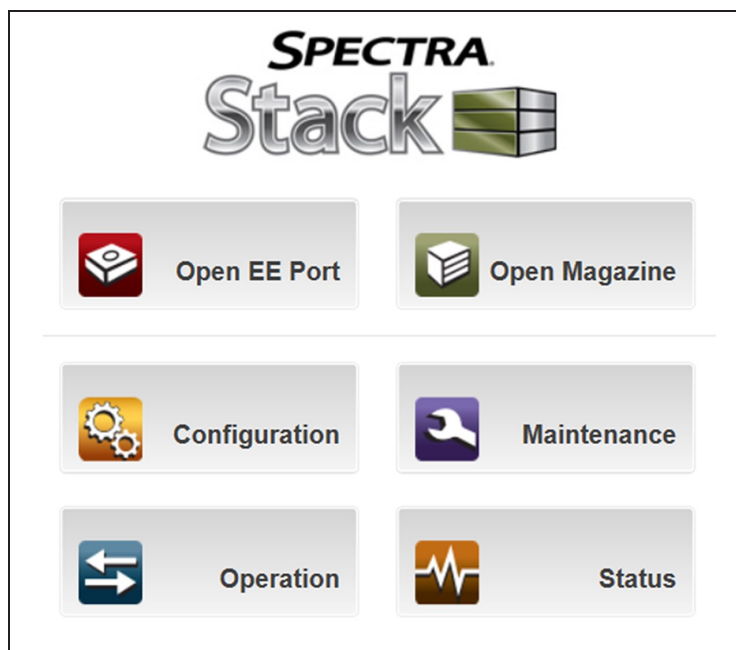 SPECTRA
Stack
Open EE Port
Open Magazine
Configuration
Maintenance
Operation
Status